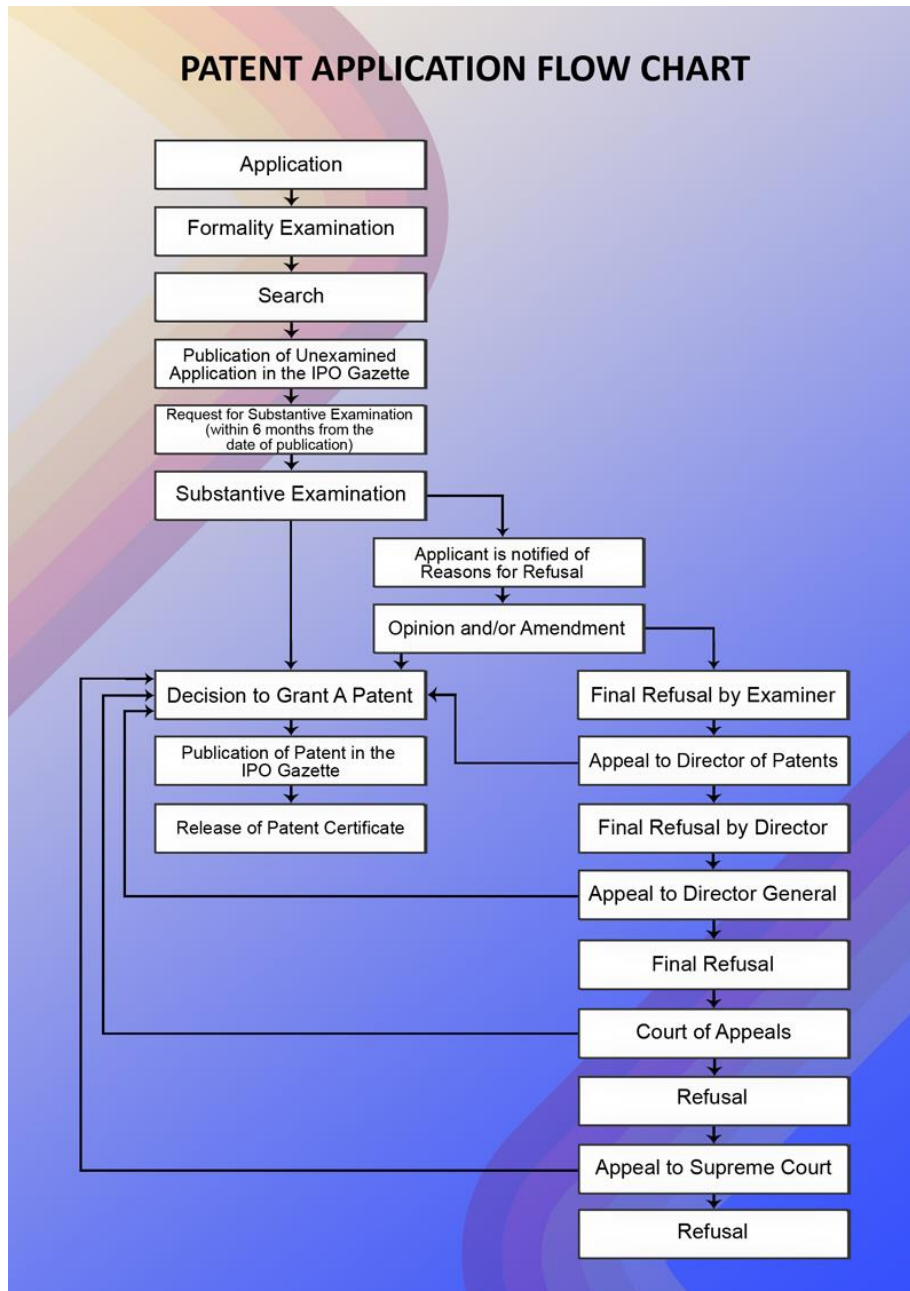 PATENT APPLICATION FLOW CHART
Application
Formality Examination
Search
Publication of Unexamined
Application in the IPO Gazette
Request for Substantive Examination
(within 6 months from the
date of publication)
Substantive Examination
Applicant is notified of
Reasons for Refusal
Opinion and/or Amendment
Decision to Grant A Patent
Publication of Patent in the
IPO Gazette
Release of Patent Certificate
Final Refusal by Examiner
Appeal to Director of Patents
Final Refusal by Director
Appeal to Director General
Final Refusal
Court of Appeals
Refusal
Appeal to Supreme Court
Refusal